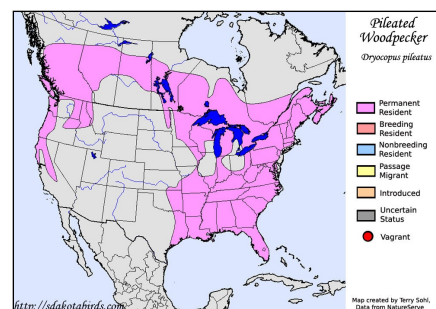 Pileated
Woodpecker
Dryocopus pileatus
Permanent
Resident
Breeding
Resident
Nonbreeding
Resident
Passage
Migrant
Introduced
Uncertain
Status
Vagrant
http://sdakotabirds.com
Map created by Terry Sohl,
Data from NatureServe